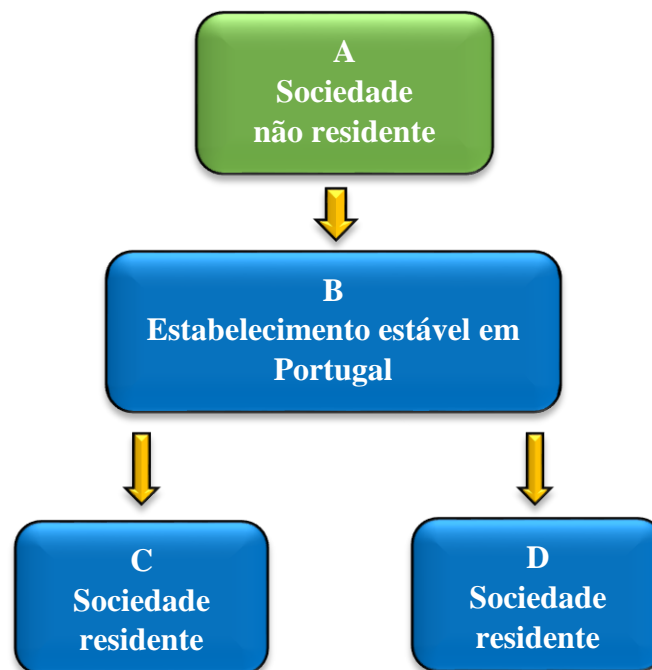 A
Sociedade
não residente
B
Estabelecimento estável em
Portugal
C
Sociedade
residente
D
Sociedade
residente